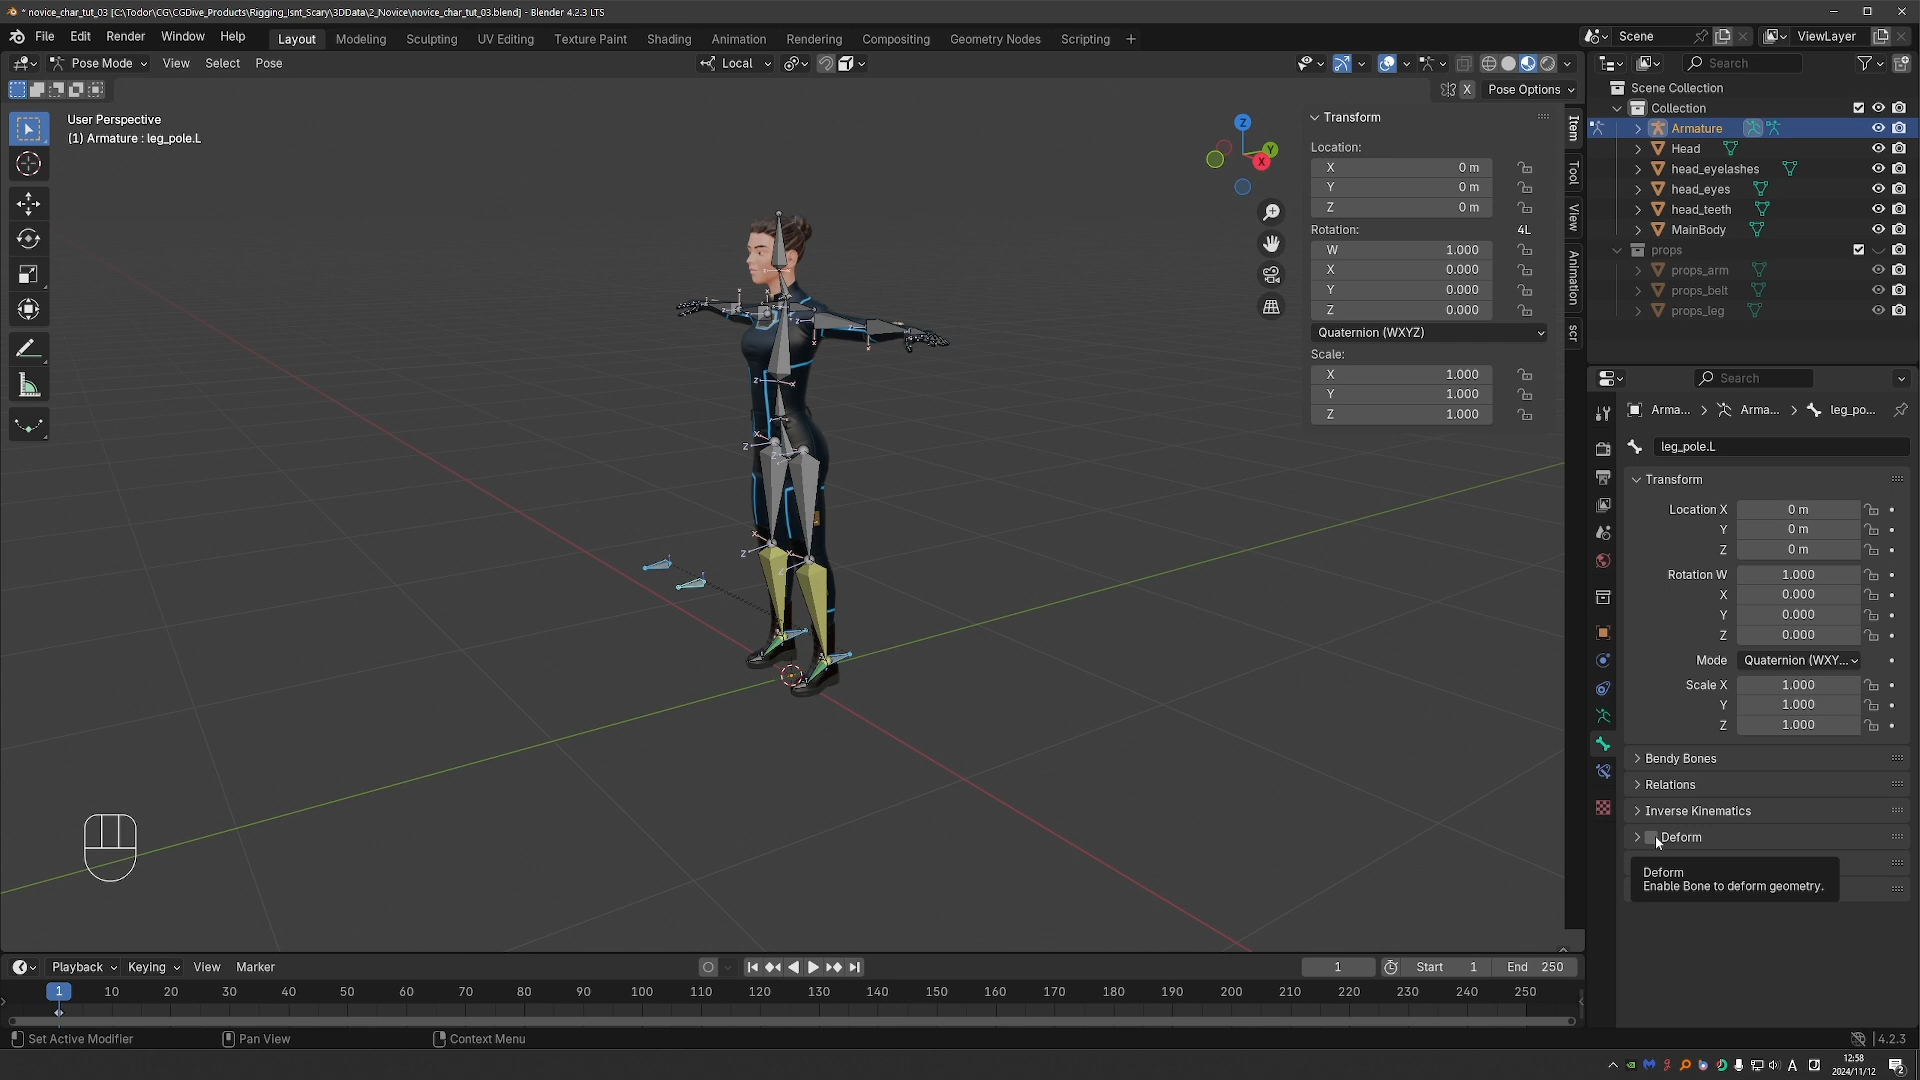 * novice_char_tut_03 [C:\Todor\CG\CGDive_Products\Rigging_Isnt_Scary\3DData\2_Novice\novice_char_tut_03.blend] - Blender 4.2.3 LTS
File Edit Render Window Help Layout Modeling Sculpting UV Editing Texture Paint Shading Animation Rendering Compositing Geometry Nodes Scripting + Scene ViewLayer
Pose Mode View Select Pose Local Search
X Pose Options
User Perspective
(1) Armature : leg_pole.L
Z
Y
X
Transform
Location:
X 0 m
Y 0 m
Z 0 m
Rotation: 4L
W 1.000
X 0.000
Y 0.000
Z 0.000
Quaternion (WXYZ)
Scale:
X 1.000
Y 1.000
Z 1.000
Item
Tool
View
Animation
scr
Scene Collection
Collection
Armature
Head
head_eyelashes
head_eyes
head_teeth
MainBody
props
props_arm
props_belt
props_leg
Search
Arma... Arma... leg_po...
leg_pole.L
Transform
Location X 0 m
Y 0 m
Z 0 m
Rotation W 1.000
X 0.000
Y 0.000
Z 0.000
Mode Quaternion (WXY...
Scale X 1.000
Y 1.000
Z 1.000
Bendy Bones
Relations
Inverse Kinematics
Deform
Deform
Enable Bone to deform geometry.
Playback Keying View Marker 1 Start 1 End 250
1 10 20 30 40 50 60 70 80 90 100 110 120 130 140 150 160 170 180 190 200 210 220 230 240 250
Set Active Modifier Pan View Context Menu 4.2.3
A 12:58
2024/11/12 2